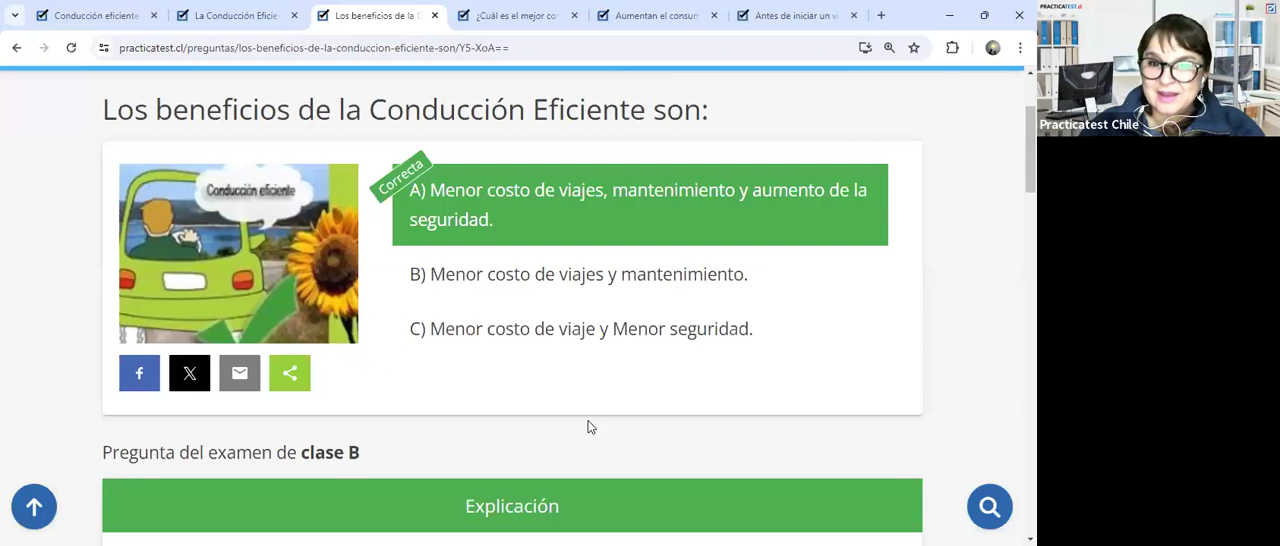 Conducción eficiente
La Conducción Eficie
Los beneficios de la C
¿Cuál es el mejor con
Aumentan el consum
Antes de iniciar un vi
practicatest.cl/preguntas/los-beneficios-de-la-conduccion-eficiente-son/Y5-XoA==
PRACTICATEST.cl
Practicatest Chile
Los beneficios de la Conducción Eficiente son:
Conducción eficiente
Correcta
A) Menor costo de viajes, mantenimiento y aumento de la
seguridad.
B) Menor costo de viajes y mantenimiento.
C) Menor costo de viaje y Menor seguridad.
Pregunta del examen de clase B
Explicación